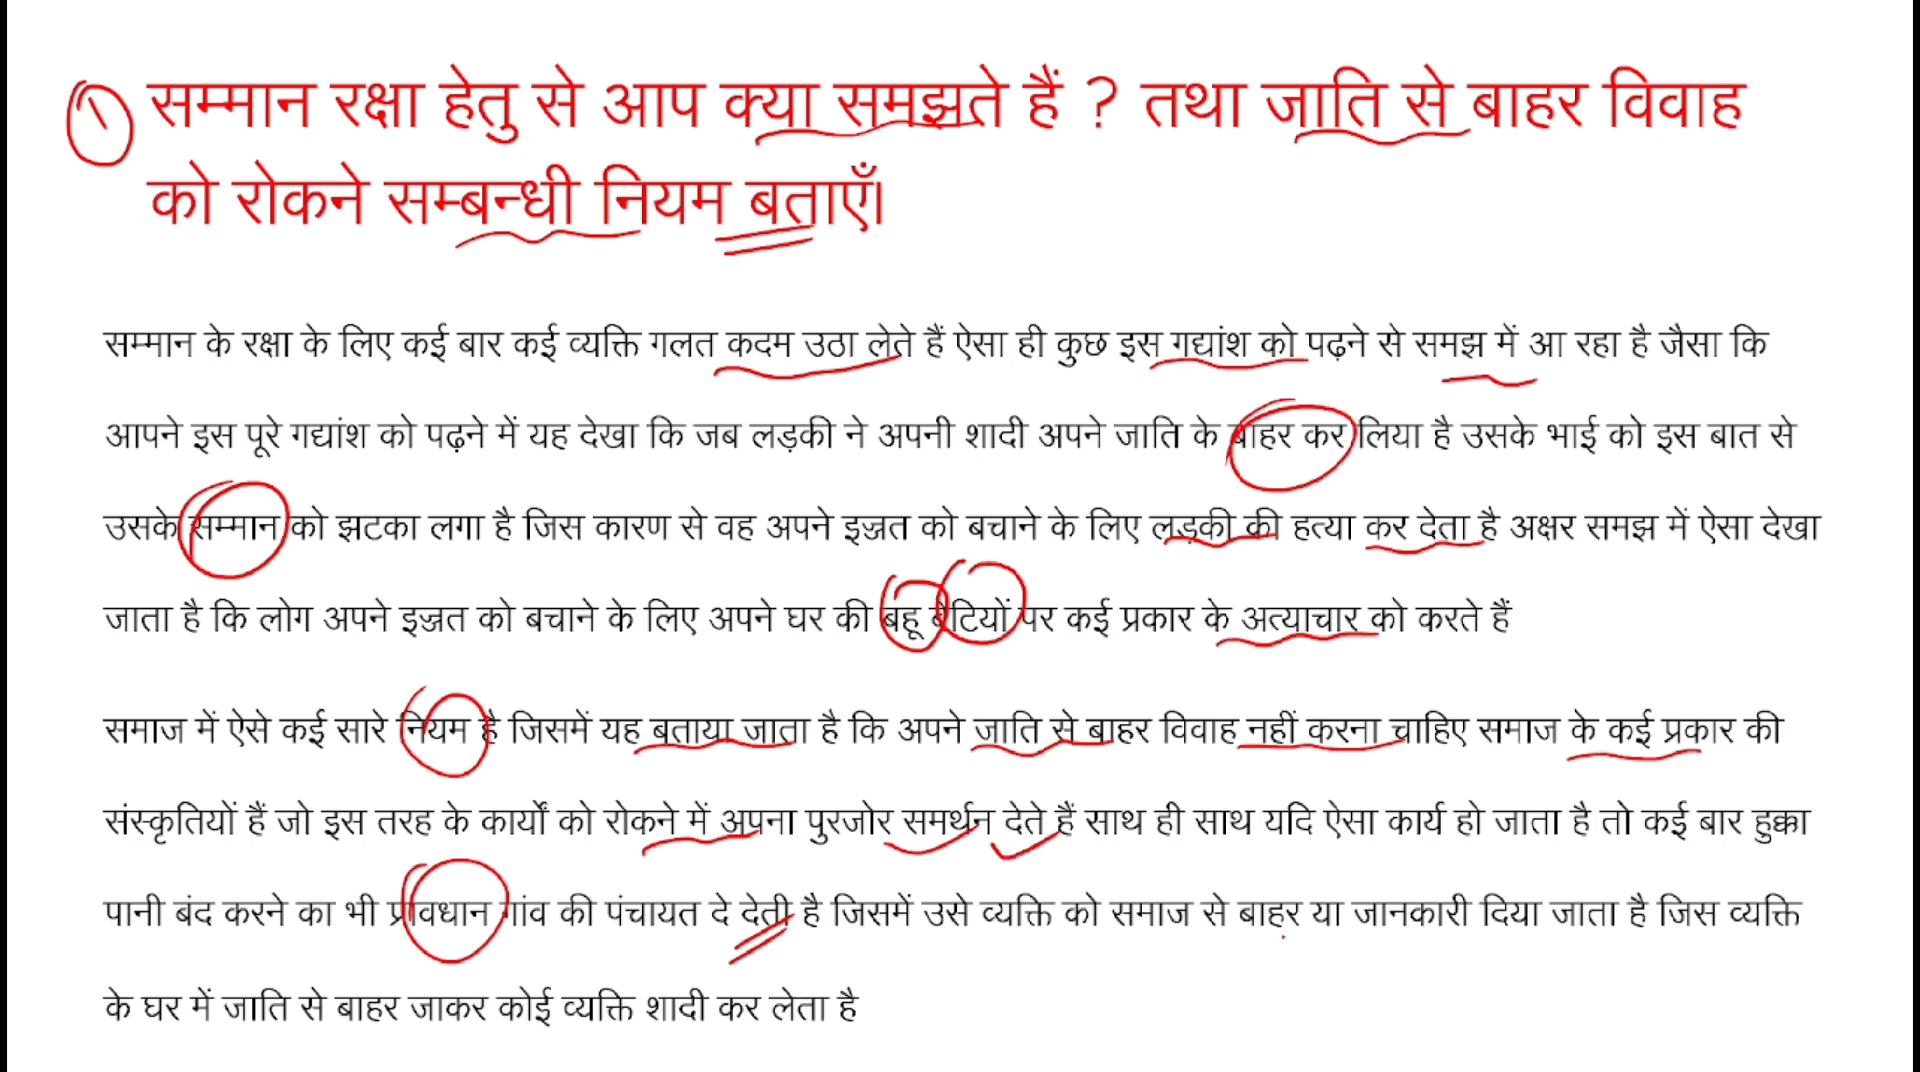 १ सम्मान रक्षा हेतु से आप क्या समझते हैं ? तथा जाति से बाहर विवाह
को रोकने सम्बन्धी नियम बताएँ।
सम्मान के रक्षा के लिए कई बार कई व्यक्ति गलत कदम उठा लेते हैं ऐसा ही कुछ इस गद्यांश को पढ़ने से समझ में आ रहा है जैसा कि
आपने इस पूरे गद्यांश को पढ़ने में यह देखा कि जब लड़की ने अपनी शादी अपने जाति के बाहर कर लिया है उसके भाई को इस बात से
उसके सम्मान को झटका लगा है जिस कारण से वह अपने इज्जत को बचाने के लिए लड़की की हत्या कर देता है अक्षर समझ में ऐसा देखा
जाता है कि लोग अपने इज्जत को बचाने के लिए अपने घर की बहू बेटियों पर कई प्रकार के अत्याचार को करते हैं
समाज में ऐसे कई सारे नियम है जिसमें यह बताया जाता है कि अपने जाति से बाहर विवाह नहीं करना चाहिए समाज के कई प्रकार की
संस्कृतियों हैं जो इस तरह के कार्यों को रोकने में अपना पुरजोर समर्थन देते हैं साथ ही साथ यदि ऐसा कार्य हो जाता है तो कई बार हुक्का
पानी बंद करने का भी प्रावधान गांव की पंचायत दे देती है जिसमें उसे व्यक्ति को समाज से बाहर या जानकारी दिया जाता है जिस व्यक्ति
के घर में जाति से बाहर जाकर कोई व्यक्ति शादी कर लेता है